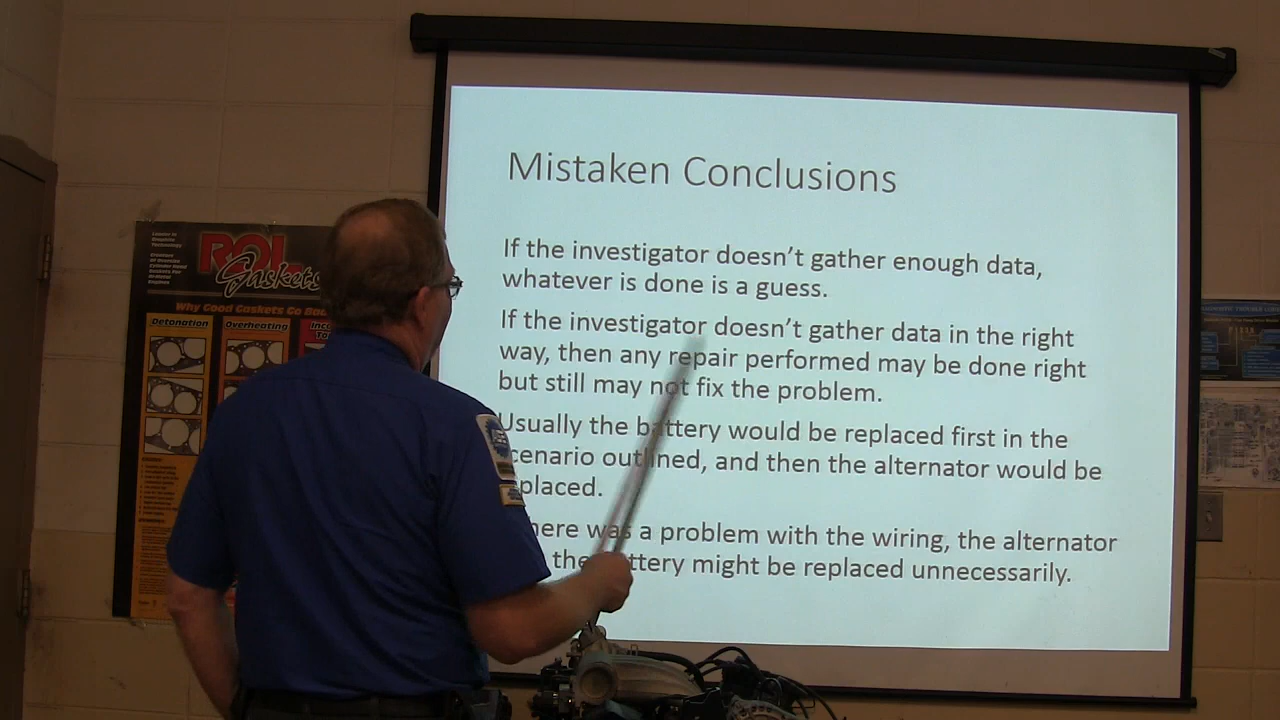 Mistaken Conclusions
If the investigator doesn't gather enough data,
whatever is done is a guess.
If the investigator doesn't gather data in the right
way, then any repair performed may be done right
but still may not fix the problem.
Usually the battery would be replaced first in the
scenario outlined, and then the alternator would be
placed.
was a problem with the wiring, the alternator
the battery might be replaced unnecessarily.
ROL
Gaskets
Why Good Gaskets Go Bad
Detonation
Overheating